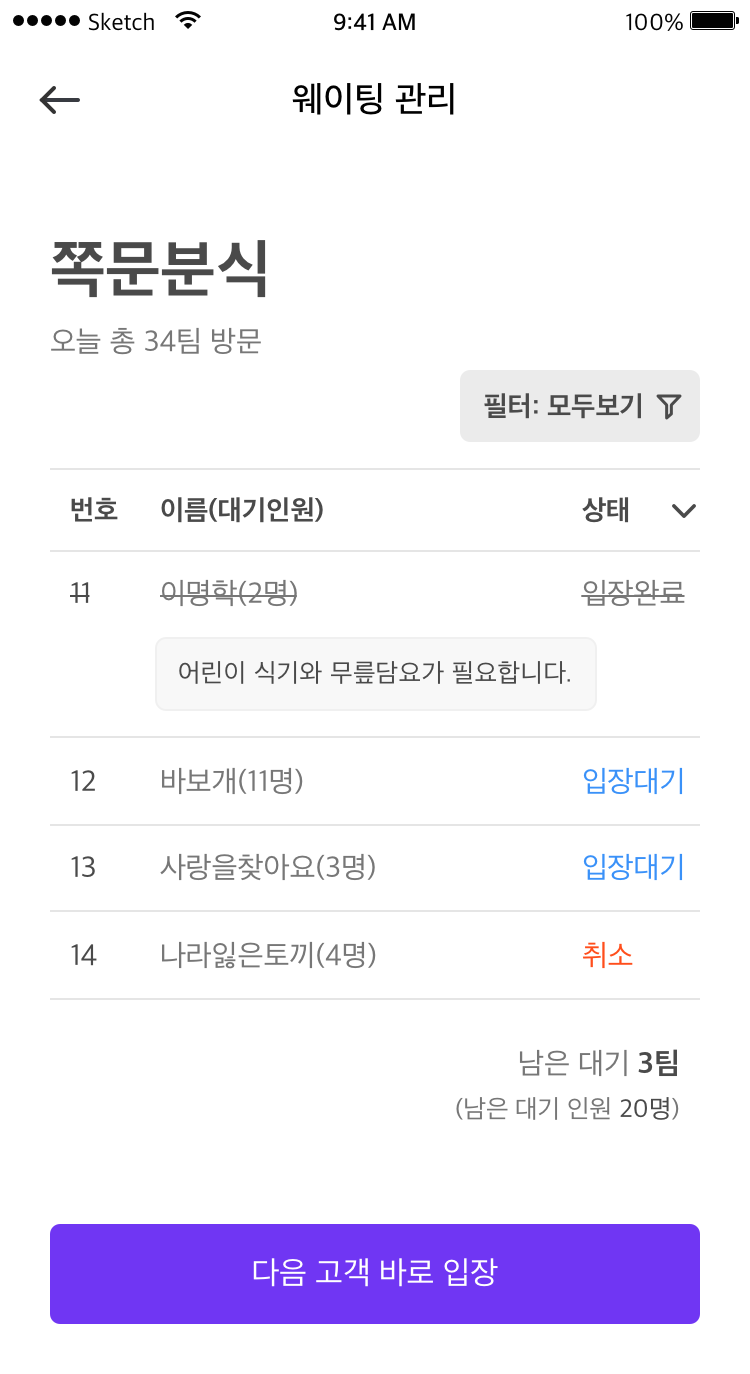 Sketch 9:41 AM 100%
웨이팅 관리
쪽문분식
오늘 총 34팀 방문
필터: 모두보기
번호 이름(대기인원) 상태
11 이명학(2명) 입장완료
어린이 식기와 무릎담요가 필요합니다.
12 바보개(11명) 입장대기
13 사랑을찾아요(3명) 입장대기
14 나라잃은토끼(4명) 취소
남은 대기 3팀
(남은 대기 인원 20명)
다음 고객 바로 입장